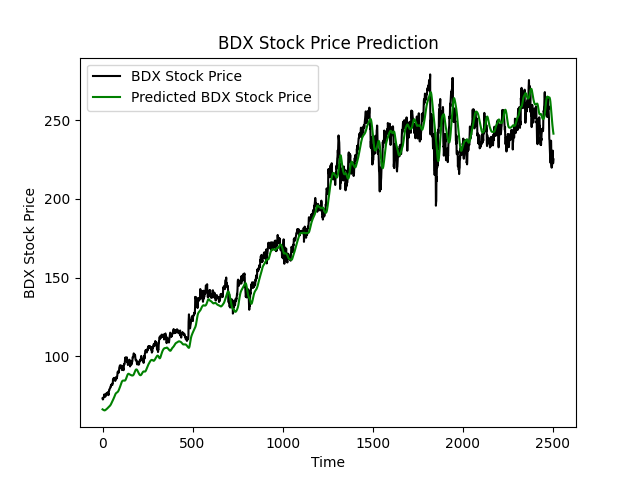 BDX Stock Price Prediction
BDX Stock Price
Predicted BDX Stock Price
BDX Stock Price
250
200
150
100
0
500
1000
1500
2000
2500
Time